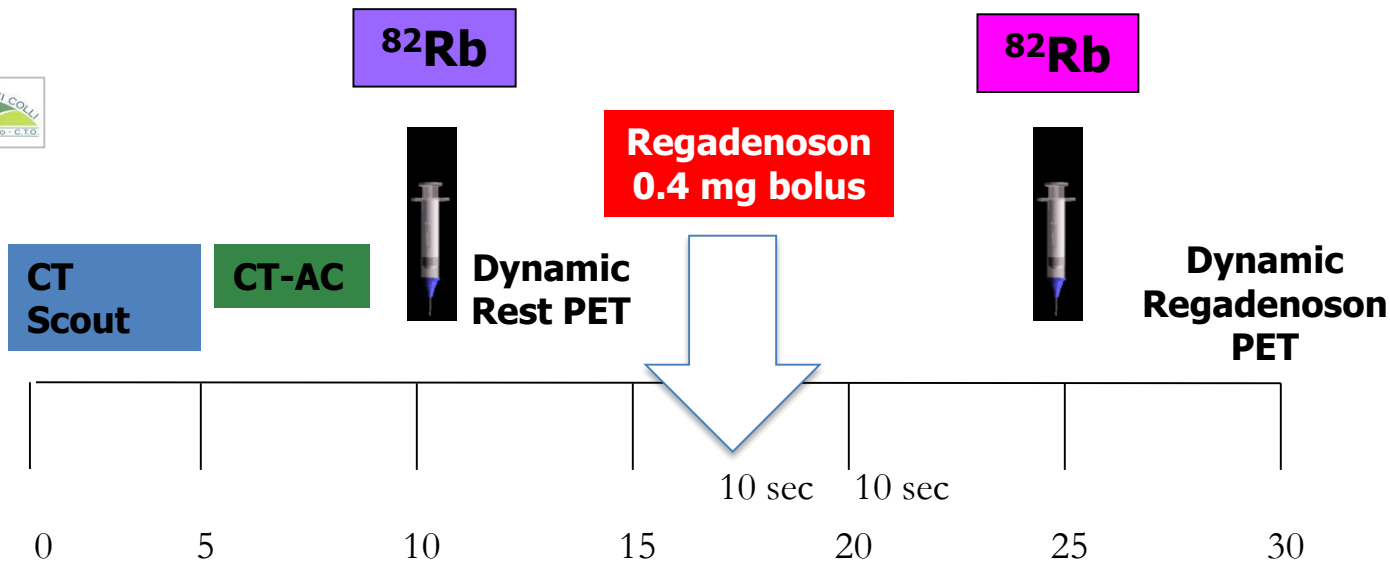 ⁸²Rb
⁸²Rb
I COLLI
o - C.T.O.
Regadenoson
0.4 mg bolus
CT
Scout
CT-AC
Dynamic
Rest PET
Dynamic
Regadenoson
PET
10 sec 10 sec
0 5 10 15 20 25 30